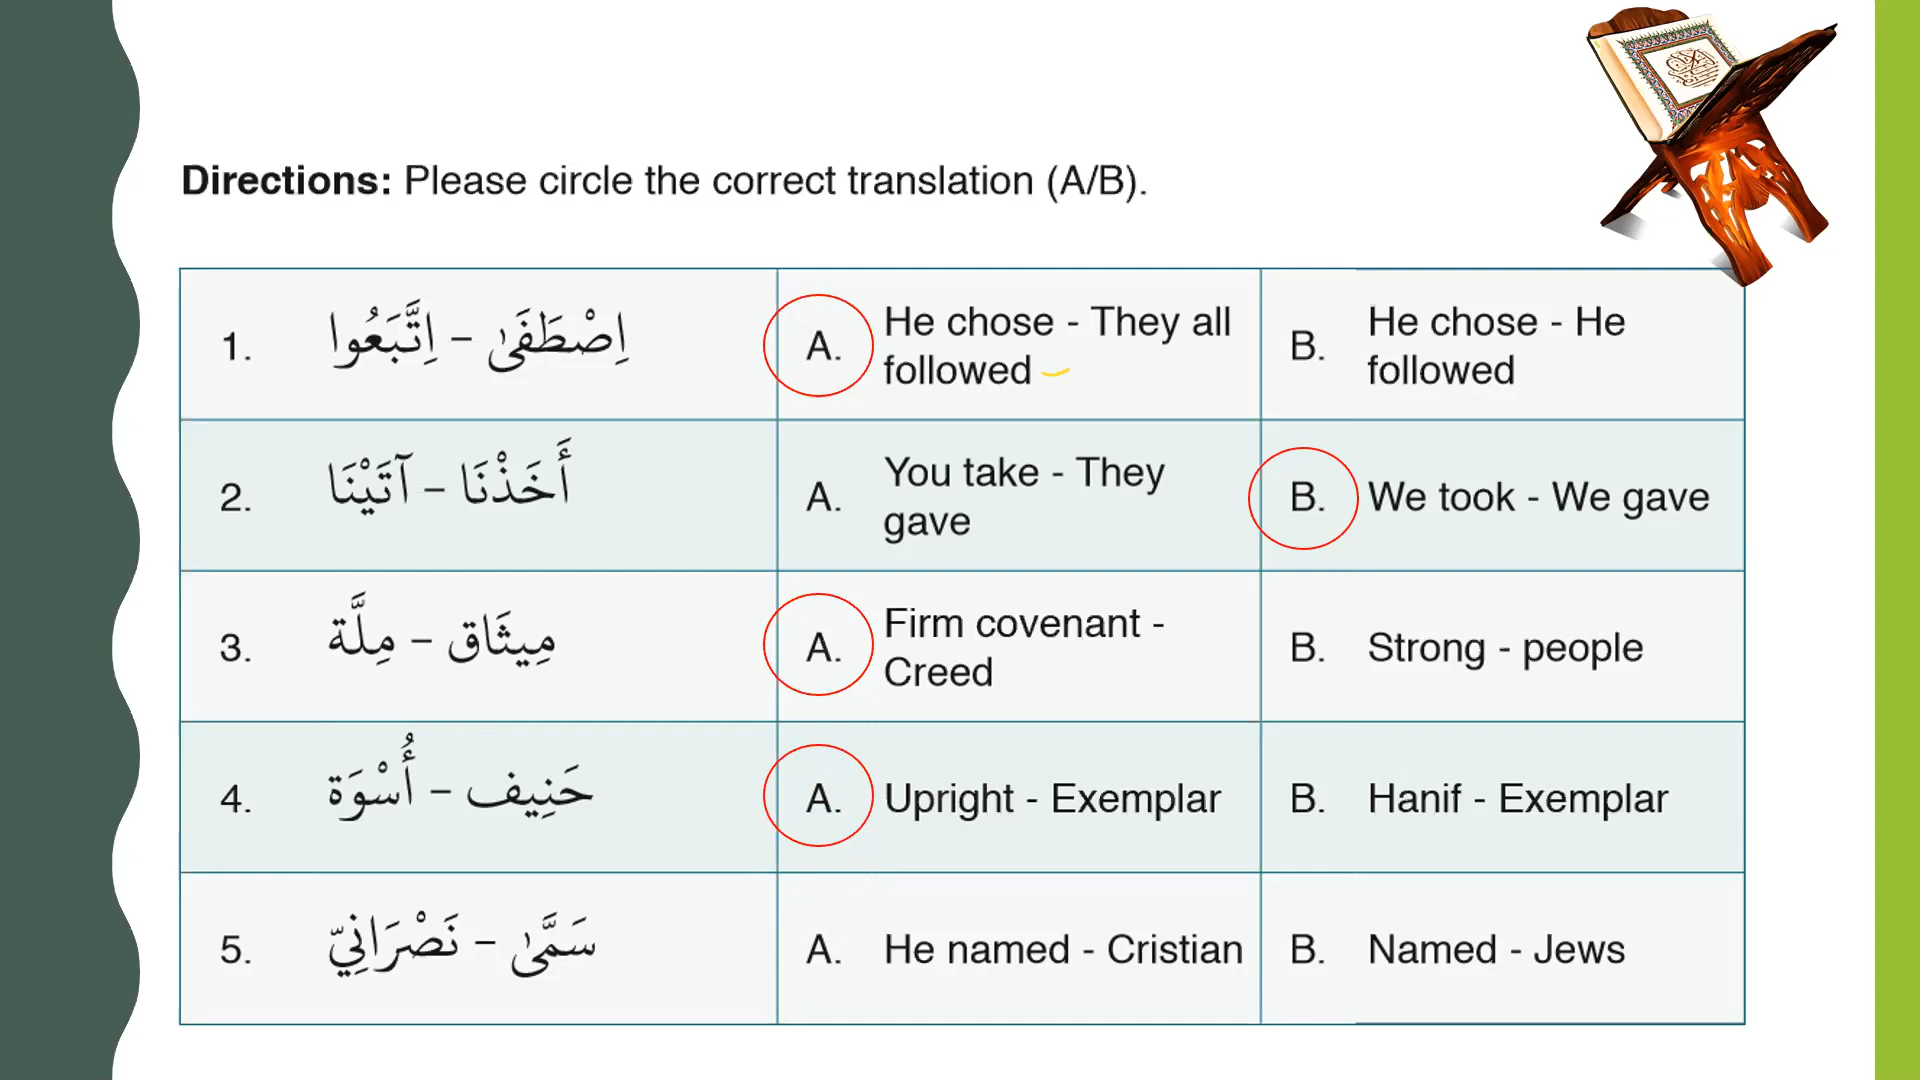 Directions: Please circle the correct translation (A/B).
1. اِصْطَفَىٰ – اِتَّبَعُوا A. He chose - They all followed B. He chose - He followed
2. أَخَذْنَا – آتَيْنَا A. You take - They gave B. We took - We gave
3. مِيثَاق – مِلَّة A. Firm covenant - Creed B. Strong - people
4. حَنِيف – أُسْوَة A. Upright - Exemplar B. Hanif - Exemplar
5. سَمَّىٰ – نَصْرَانِيّ A. He named - Cristian B. Named - Jews